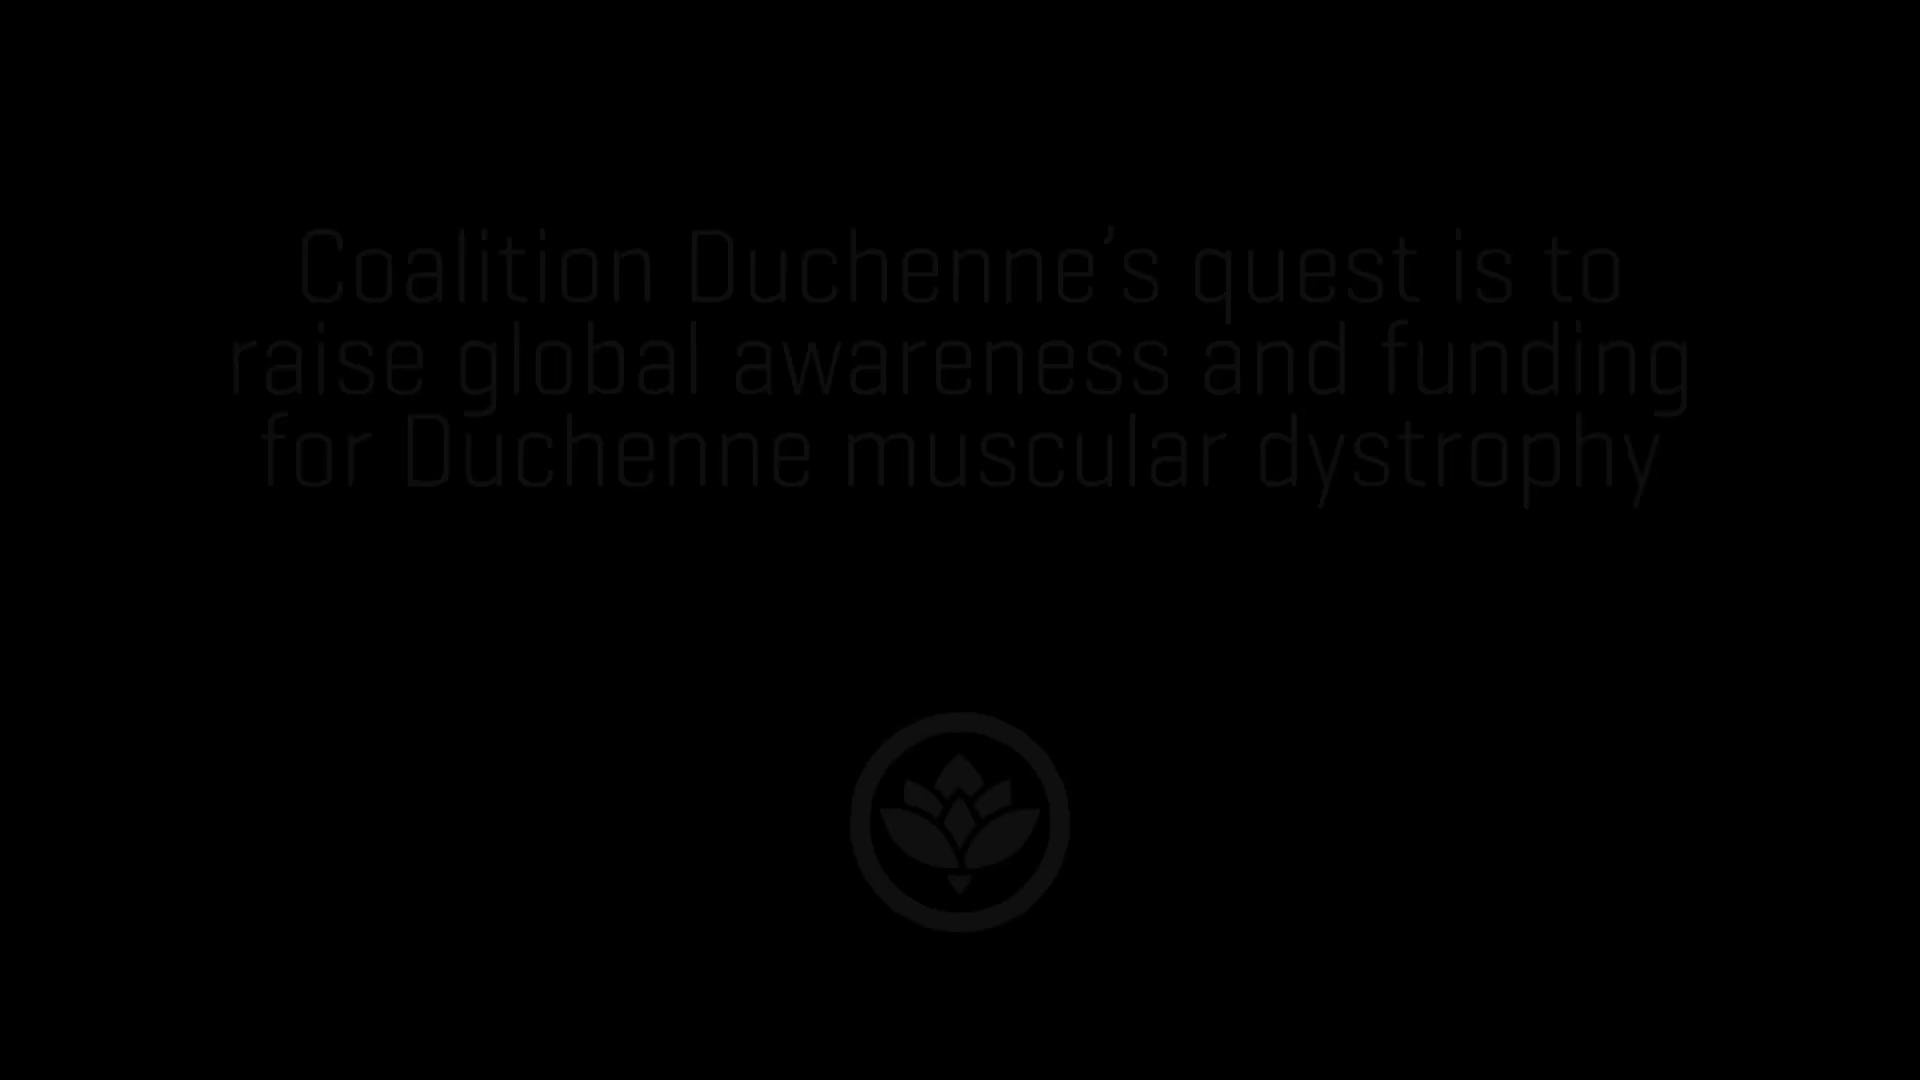 Coalition Duchenne’s quest is to
raise global awareness and funding
for Duchenne muscular dystrophy